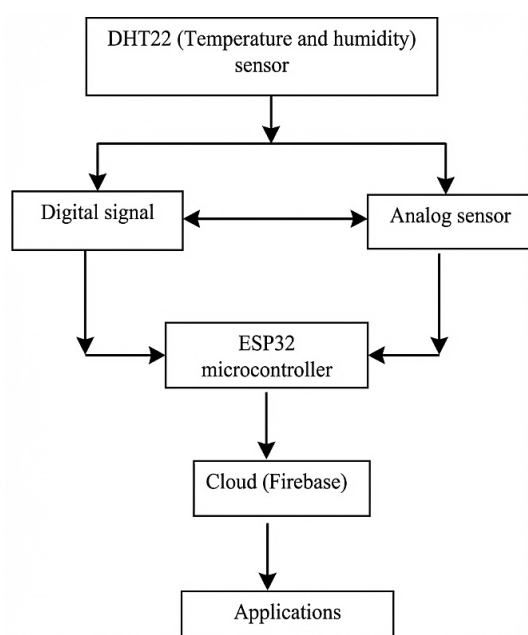 DHT22 (Temperature and humidity)
sensor
Digital signal
Analog sensor
ESP32
microcontroller
Cloud (Firebase)
Applications